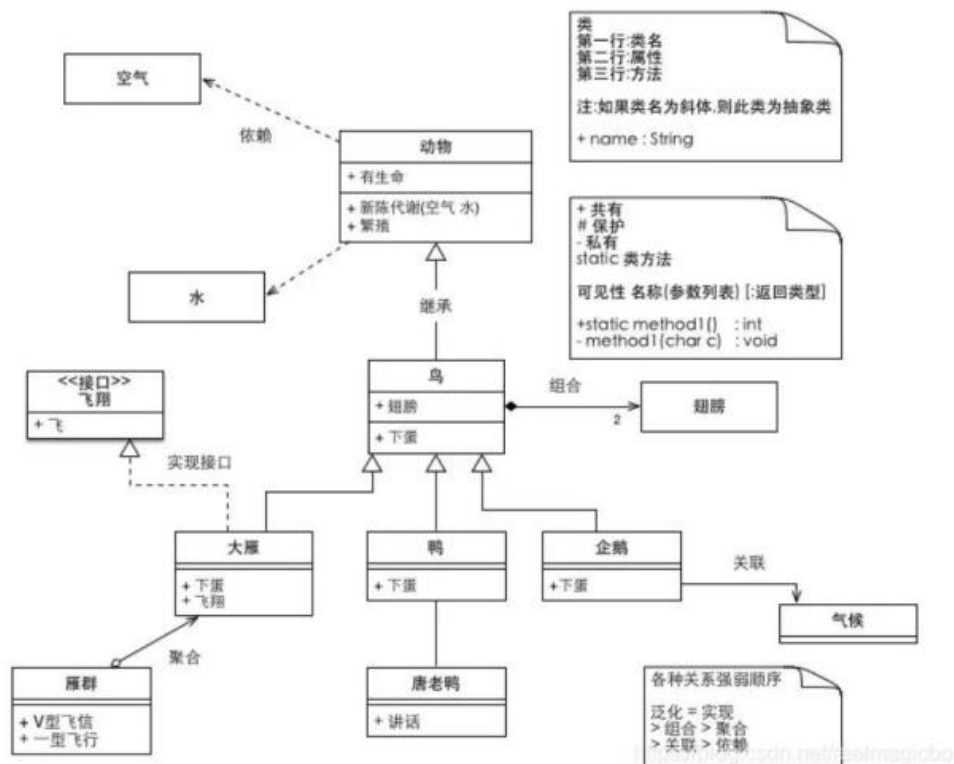 类
第一行:类名
第二行:属性
第三行:方法
注:如果类名为斜体,则此类为抽象类
+ name : String
空气
依赖
动物
+ 有生命
+ 新陈代谢(空气 水)
+ 繁殖
+ 共有
# 保护
- 私有
static 类方法
可见性 名称(参数列表) [:返回类型]
+static method1() : int
- method1(char c) : void
水
继承
<<接口>>
飞翔
+ 飞
鸟
+ 翅膀
+ 下蛋
组合
2
翅膀
实现接口
大雁
+ 下蛋
+ 飞翔
鸭
+ 下蛋
企鹅
+下蛋
关联
气候
聚合
雁群
+ V型飞信
+ 一型飞行
唐老鸭
+ 讲话
各种关系强弱顺序
泛化 = 实现
> 组合 > 聚合
> 关联 > 依赖
https://blog.csdn.net/realmagicbo